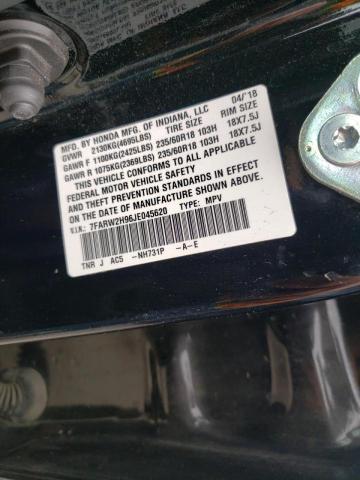 MFD. BY HONDA MFG. OF INDIANA, LLC 04/'18
GVWR 2130KG(4695LBS) TIRE SIZE RIM SIZE
GAWR F 1100KG(2425LBS) 235/60R18 103H 18X7.5J
GAWR R 1075KG(2369LBS) 235/60R18 103H 18X7.5J
THIS VEHICLE CONFORMS TO ALL APPLICABLE
FEDERAL MOTOR VEHICLE SAFETY
AND THEFT PREVENTION STANDARDS IN EFFECT
ON THE DATE OF MANUFACTURE SHOWN ABOVE.
V.I.N.: 7FARW2H96JE045620 TYPE: MPV
TNR J AC5 -NH731P -A-E